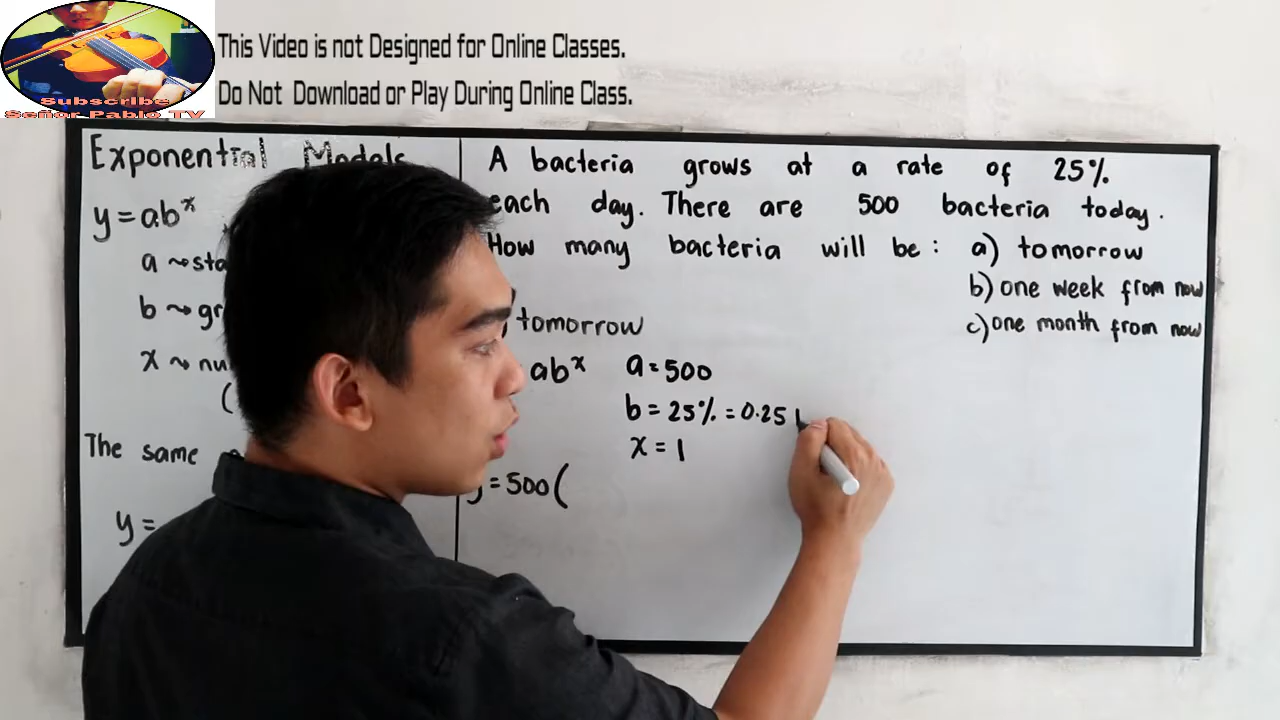 This Video is not Designed for Online Classes.
Do Not Download or Play During Online Class.
Subscribe
Señor Pablo TV
Exponential Models
y = ab^x
a ⇝ sta
b ⇝ gr
x ⇝ nu
(
The same
y =
A bacteria grows at a rate of 25%
each day. There are 500 bacteria today.
How many bacteria will be: a) tomorrow
b) one week from now
c) one month from now
tomorrow
ab^x a = 500
b = 25% = 0.25
x = 1
y = 500(